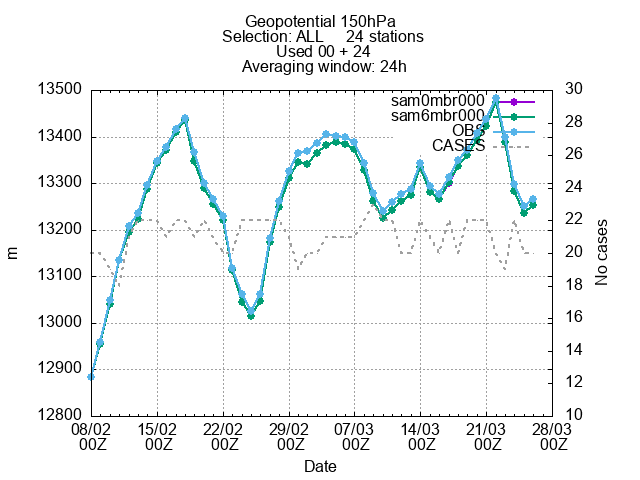 Geopotential 150hPa
Selection: ALL 24 stations
Used 00 + 24
Averaging window: 24h
13500
13400
13300
13200
13100
13000
12900
12800
m
30
28
26
24
22
20
18
16
14
12
10
No cases
sam0mbr000
sam6mbr000
OBS
CASES
08/02 15/02 22/02 29/02 07/03 14/03 21/03 28/03
00Z 00Z 00Z 00Z 00Z 00Z 00Z 00Z
Date